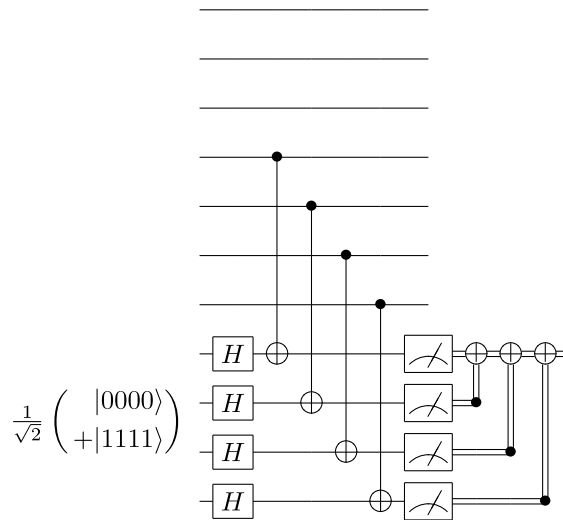 H
H
1/√2 ( |0000⟩
+|1111⟩ )
H
H